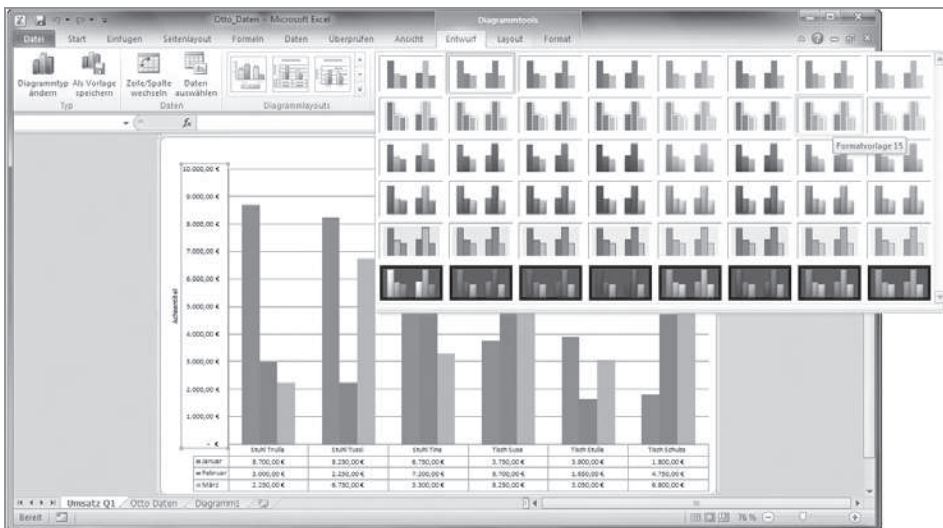 Otto_Daten - Microsoft Excel
Diagrammtools
Datei Start Einfügen Seitenlayout Formeln Daten Überprüfen Ansicht Entwurf Layout Format
Diagrammtyp ändern
Als Vorlage speichern
Zeile/Spalte wechseln
Daten auswählen
Typ Daten Diagrammlayouts
fx
Formatvorlage 15
10.000,00 €
9.000,00 €
8.000,00 €
7.000,00 €
6.000,00 €
5.000,00 €
4.000,00 €
3.000,00 €
2.000,00 €
1.000,00 €
- €
Achsentitel
Stuhl Trulla Stuhl Tussi Stuhl Tine Tisch Susa Tisch Stulle Tisch Schubs
Januar 8.700,00 € 8.250,00 € 6.750,00 € 3.750,00 € 3.900,00 € 1.800,00 €
Februar 3.000,00 € 2.250,00 € 7.200,00 € 8.700,00 € 1.650,00 € 4.750,00 €
März 2.250,00 € 6.750,00 € 3.300,00 € 8.250,00 € 3.050,00 € 6.800,00 €
Umsatz Q1 Otto Daten Diagramm1
Bereit 76 %